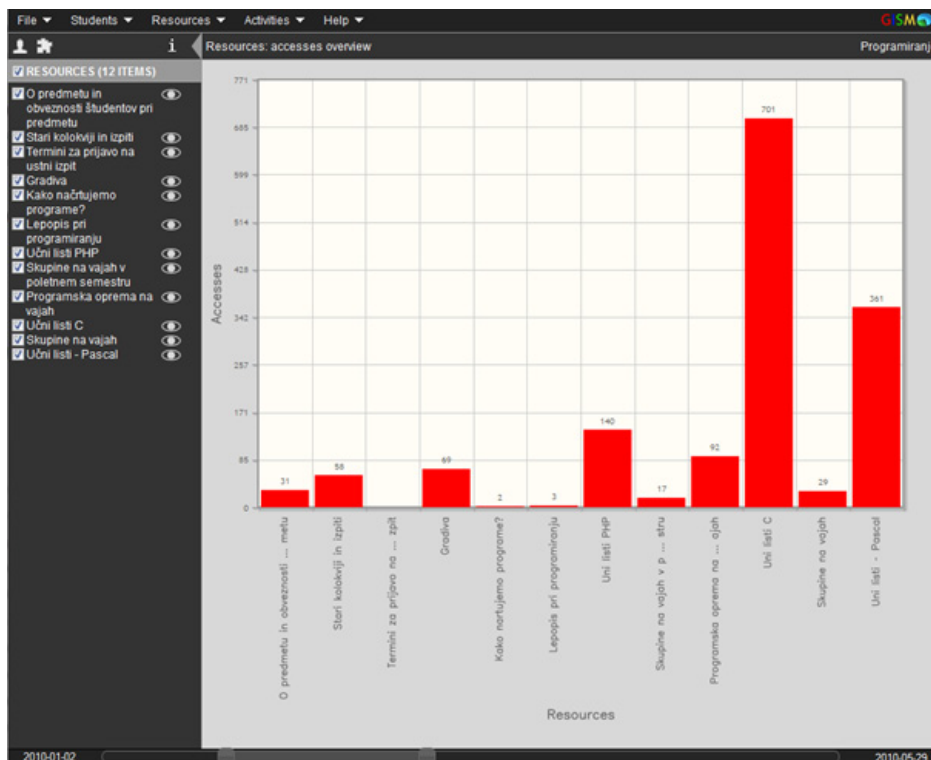 File Students Resources Activities Help GISMO
i Resources: accesses overview Programiranj
RESOURCES (12 ITEMS)
O predmetu in
obveznosti študentov pri
predmetu
Stari kolokviji in izpiti
Termini za prijavo na
ustni izpit
Gradiva
Kako načrtujemo
programe?
Lepopis pri
programiranju
Učni listi PHP
Skupine na vajah v
poletnem semestru
Programska oprema na
vajah
Učni listi C
Skupine na vajah
Učni listi - Pascal
771
685
599
514
428
342
257
171
85
0
Accesses
31
58
69
2
3
140
17
92
701
29
361
O predmetu in obveznosti ... metu
Stari kolokviji in izpiti
Termini za prijavo na ... zpit
Gradiva
Kako nartujemo programe?
Lepopis pri programiranju
Uni listi PHP
Skupine na vajah v p ... stru
Programska oprema na ... ajah
Uni listi C
Skupine na vajah
Uni listi - Pascal
Resources
2010-01-02 2010-05-29